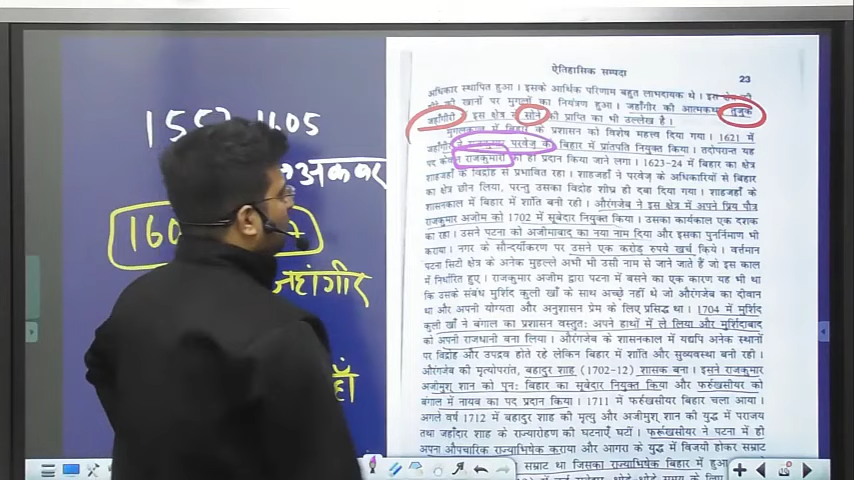 1605
अकबर
160
जहांगीर
ऐतिहासिक सम्पदा
23
अधिकार स्थापित हुआ। इसके आर्थिक परिणाम बहुत लाभदायक थे। इस क्षेत्र की
की खानों पर मुगलों का नियंत्रण हुआ। जहाँगीर की आत्मकथा तुजुक
जहाँगीरी इस क्षेत्र सोने की प्राप्ति का भी उल्लेख है।
मुगलकाल में बिहार के प्रशासन को विशेष महत्त्व दिया गया। 1621 में
जहाँगीर ने राजकुमार परवेज को बिहार में प्रांतपति नियुक्त किया। तदोपरान्त यह
पद केवल राजकुमारों को ही प्रदान किया जाने लगा। 1623-24 में बिहार का क्षेत्र
शाहजहाँ के विद्रोह से प्रभावित रहा। शाहजहाँ ने परवेज के अधिकारियों से बिहार
का क्षेत्र छीन लिया, परन्तु उसका विद्रोह शीघ्र ही दबा दिया गया। शाहजहाँ के
शासनकाल में बिहार में शाँति बनी रही। औरंगजेब ने इस क्षेत्र में अपने प्रिय पौत्र
राजकुमार अजीम को 1702 में सूबेदार नियुक्त किया। उसका कार्यकाल एक दशक
का रहा। उसने पटना को अजीमाबाद का नया नाम दिया और इसका पुनर्निमाण भी
कराया। नगर के सौन्दर्यीकरण पर उसने एक करोड़ रुपये खर्च किये। वर्त्तमान
पटना सिटी क्षेत्र के अनेक मुहल्ले अभी भी उसी नाम से जाने जाते हैं जो इस काल
में निर्धारित हुए। राजकुमार अजीम द्वारा पटना में बसने का एक कारण यह भी था
कि उसके संबंध मुर्शिद कुली खाँ के साथ अच्छे नहीं थे जो औरंगजेब का दीवान
था और अपनी योग्यता और अनुशासन प्रेम के लिए प्रसिद्ध था। 1704 में मुर्शिद
कुली खाँ ने बंगाल का प्रशासन वस्तुत: अपने हाथों में ले लिया और मुर्शिदाबाद
को अपनी राजधानी बना लिया। औरंगजेब के शासनकाल में यद्यपि अनेक स्थानों
पर विद्रोह और उपद्रव होते रहे लेकिन बिहार में शांति और सुव्यवस्था बनी रही।
औरंगजेब की मृत्योपरांत, बहादुर शाह (1702-12) शासक बना। इसने राजकुमार
अजीमुश् शान को पुन: बिहार का सूबेदार नियुक्त किया और फर्रुखसीयर को
बंगाल में नायब का पद प्रदान किया। 1711 में फर्रुखसीयर बिहार चला आया।
अगले वर्ष 1712 में बहादुर शाह की मृत्यु और अजीमुश् शान की युद्ध में पराजय
तथा जहाँदार शाह के राज्यारोहण की घटनाएँ घटीं। फर्रूखसीयर ने पटना में ही
अपना औपचारिक राज्याभिषेक कराया और आगरा के युद्ध में विजयी होकर सम्राट
सम्राट था जिसका राज्याभिषेक बिहार में हुआ